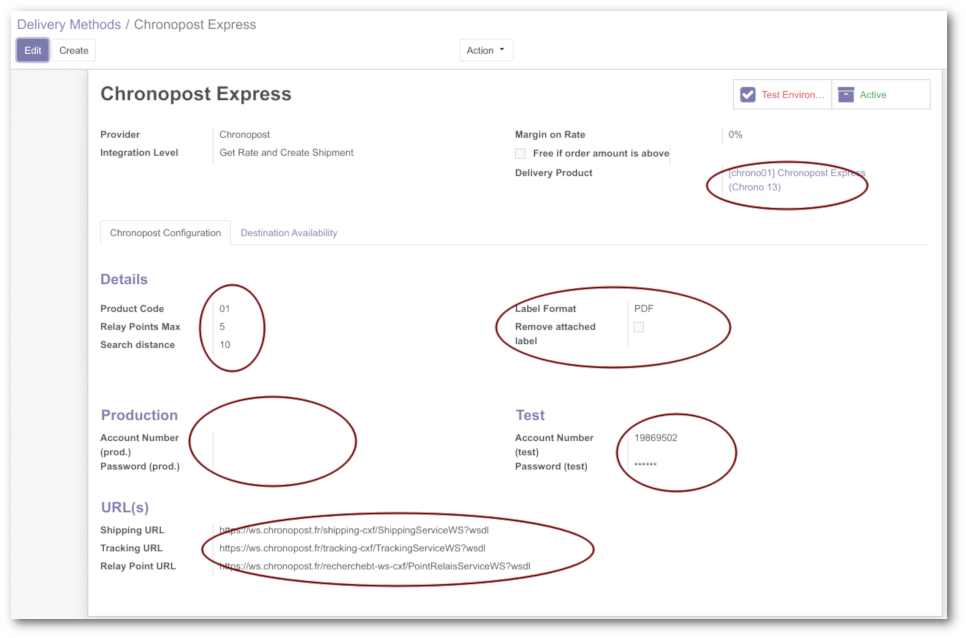 Delivery Methods / Chronopost Express
Edit Create Action
Chronopost Express
Test Environ... Active
Provider Chronopost
Integration Level Get Rate and Create Shipment
Margin on Rate 0%
Free if order amount is above
Delivery Product [chrono01] Chronopost Express
(Chrono 13)
Chronopost Configuration Destination Availability
Details
Product Code 01
Relay Points Max 5
Search distance 10
Label Format PDF
Remove attached
label
Production
Account Number
(prod.)
Password (prod.)
Test
Account Number 19869502
(test)
Password (test) ••••••
URL(s)
Shipping URL https://ws.chronopost.fr/shipping-cxf/ShippingServiceWS?wsdl
Tracking URL https://ws.chronopost.fr/tracking-cxf/TrackingServiceWS?wsdl
Relay Point URL https://ws.chronopost.fr/recherchebt-ws-cxf/PointRelaisServiceWS?wsdl